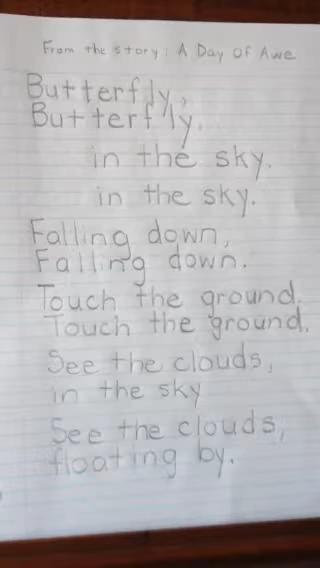 From the story: A Day of Awe
Butterfly,
Butterfly.
in the sky.
in the sky.
Falling down,
Falling down.
Touch the ground.
Touch the ground.
See the clouds,
in the sky
See the clouds,
floating by.